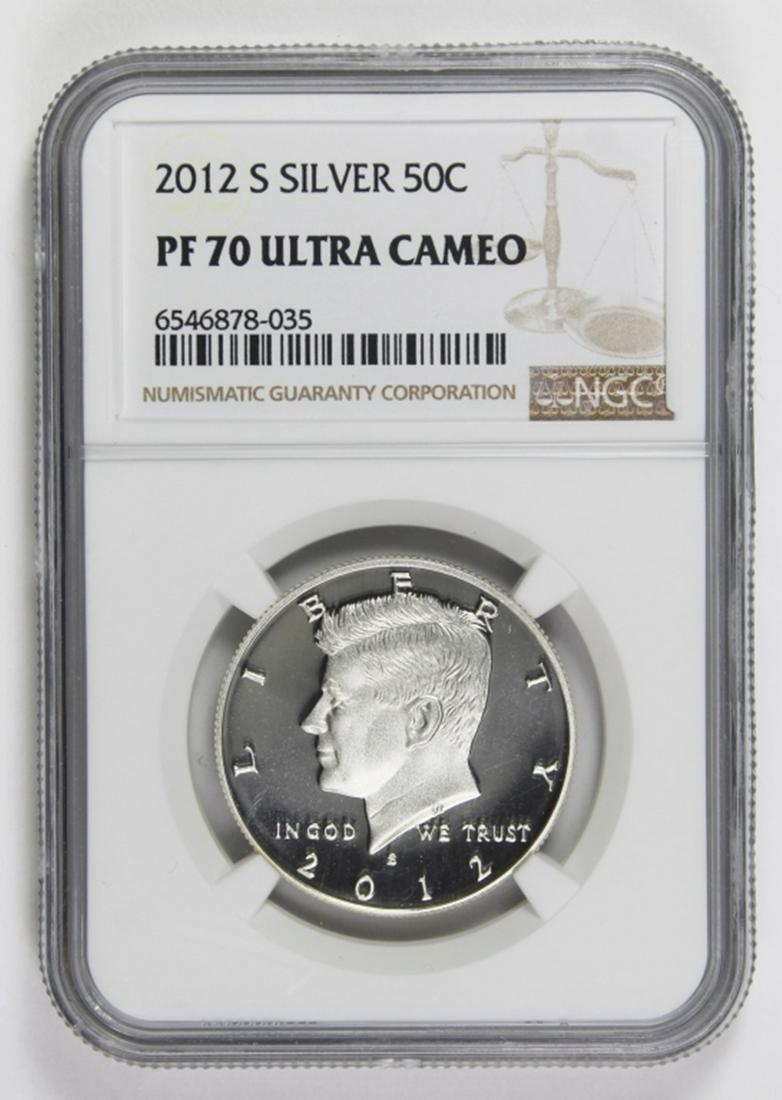 2012 S SILVER 50C
PF 70 ULTRA CAMEO
6546878-035
NUMISMATIC GUARANTY CORPORATION
NGC
LIBERTY
IN GOD WE TRUST
S
2012